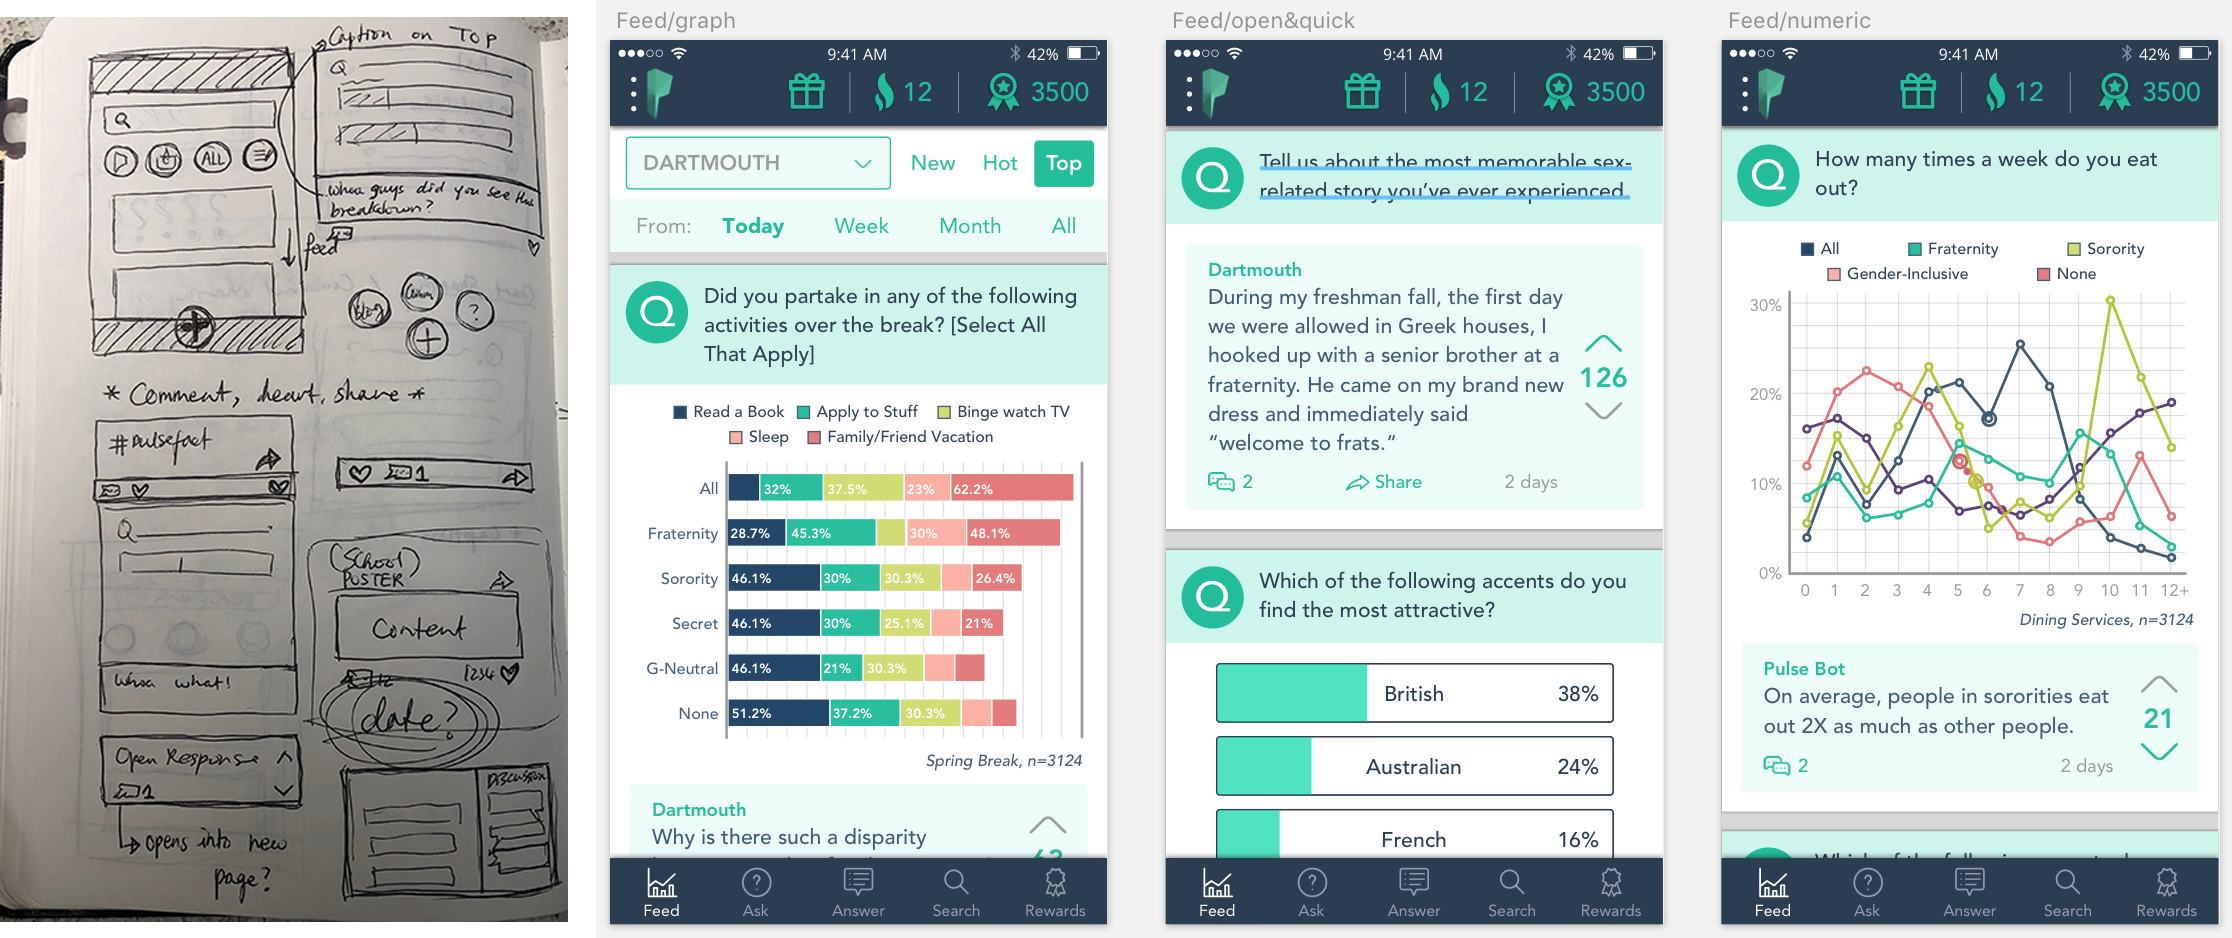 Caption on Top
Q
Q
ALL
whoa guys did you see this
breakdown?
feed
Blog
?
* Comment, heart, share *
#pulsefact
1
Q
(School)
POSTER
Content
12
1234
Whoa what!
date?
Open Response
1
DISCUSSION
opens into new
page?
Feed/graph
9:41 AM
42%
12
3500
DARTMOUTH
New
Hot
Top
From:
Today
Week
Month
All
Q
Did you partake in any of the following
activities over the break? [Select All
That Apply]
Read a Book
Apply to Stuff
Binge watch TV
Sleep
Family/Friend Vacation
All
32%
37.5%
23%
62.2%
Fraternity
28.7%
45.3%
30%
48.1%
Sorority
46.1%
30%
30.3%
26.4%
Secret
46.1%
30%
25.1%
21%
G-Neutral
46.1%
21%
30.3%
None
51.2%
37.2%
30.3%
Spring Break, n=3124
Dartmouth
Why is there such a disparity
Feed
Ask
Answer
Search
Rewards
Feed/open&quick
9:41 AM
42%
12
3500
Q
Tell us about the most memorable sex-
related story you've ever experienced.
Dartmouth
During my freshman fall, the first day
we were allowed in Greek houses, I
hooked up with a senior brother at a
fraternity. He came on my brand new
dress and immediately said
“welcome to frats.“
126
2
Share
2 days
Q
Which of the following accents do you
find the most attractive?
British
38%
Australian
24%
French
16%
Feed
?
Ask
Answer
Search
Rewards
Feed/numeric
9:41 AM
42%
12
3500
Q
How many times a week do you eat
out?
All
Fraternity
Sorority
Gender-Inclusive
None
30%
20%
10%
0%
0 1 2 3 4 5 6 7 8 9 10 11 12+
Dining Services, n=3124
Pulse Bot
On average, people in sororities eat
out 2X as much as other people.
21
2
2 days
Feed
?
Ask
Answer
Search
Rewards